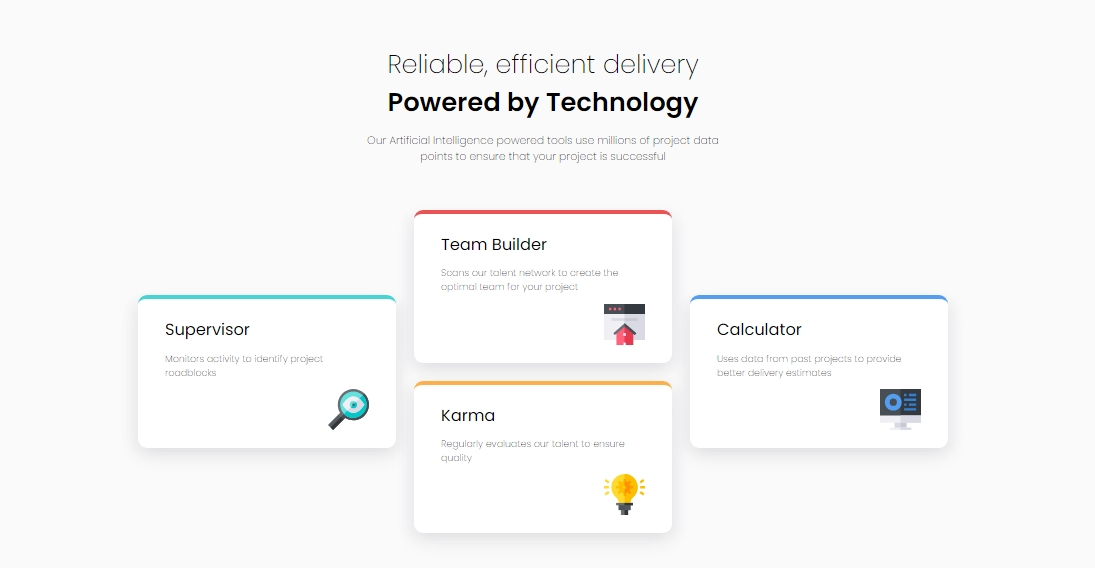 Reliable, efficient delivery
Powered by Technology
Our Artificial Intelligence powered tools use millions of project data
points to ensure that your project is successful
Supervisor
Monitors activity to identify project
roadblocks
Team Builder
Scans our talent network to create the
optimal team for your project
Karma
Regularly evaluates our talent to ensure
quality
Calculator
Uses data from past projects to provide
better delivery estimates